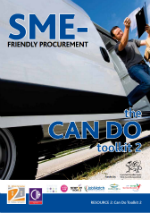 SME-
FRIENDLY PROCUREMENT
the
CAN DO
toolkit 2
RESOURCE 2: Can Do Toolkit 2